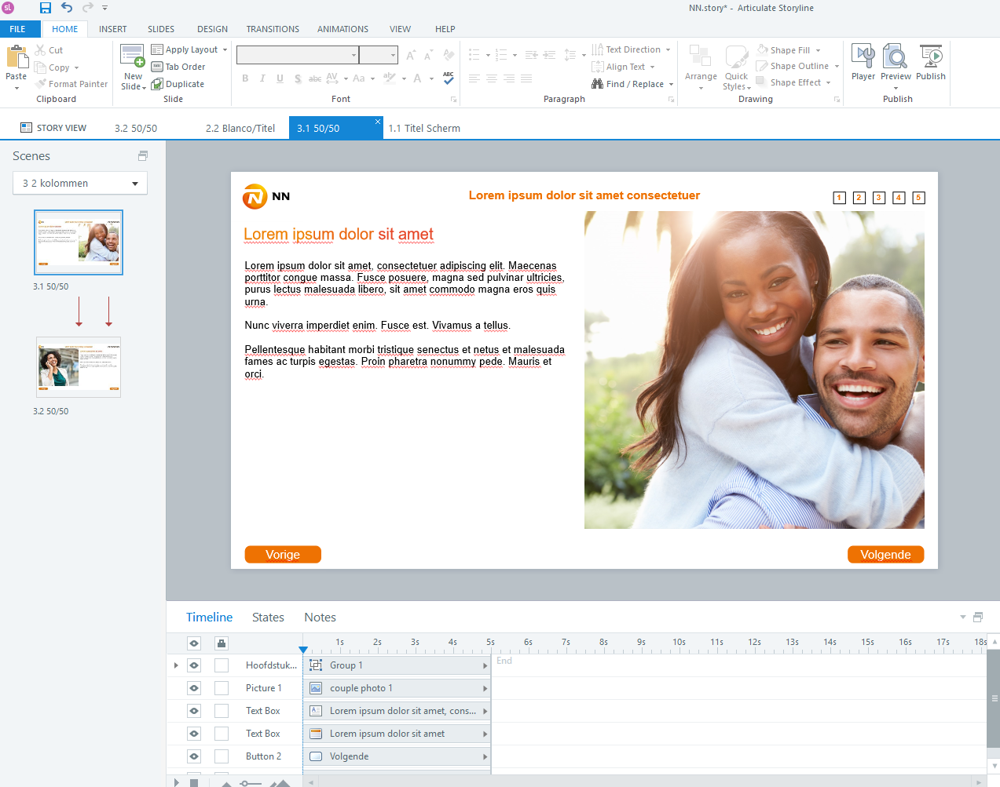 sl
NN.story* - Articulate Storyline
FILE HOME INSERT SLIDES DESIGN TRANSITIONS ANIMATIONS VIEW HELP
Paste
Cut
Copy
Format Painter
Clipboard
New Slide
Apply Layout
Tab Order
Duplicate
Slide
B I U S abc AV Aa A ABC
Font
Text Direction
Align Text
Find / Replace
Paragraph
Arrange
Quick Styles
Shape Fill
Shape Outline
Shape Effect
Drawing
Player Preview Publish
Publish
STORY VIEW 3.2 50/50 2.2 Blanco/Titel 3.1 50/50 1.1 Titel Scherm
Scenes
3 2 kolommen
3.1 50/50
3.2 50/50
NN
Lorem ipsum dolor sit amet consectetuer
1 2 3 4 5
Lorem ipsum dolor sit amet
Lorem ipsum dolor sit amet, consectetuer adipiscing elit. Maecenas
porttitor congue massa. Fusce posuere, magna sed pulvinar ultricies,
purus lectus malesuada libero, sit amet commodo magna eros quis
urna.
Nunc viverra imperdiet enim. Fusce est. Vivamus a tellus.
Pellentesque habitant morbi tristique senectus et netus et malesuada
fames ac turpis egestas. Proin pharetra nonummy pede. Mauris et
orci.
Vorige
Volgende
Timeline States Notes
1s 2s 3s 4s 5s 6s 7s 8s 9s 10s 11s 12s 13s 14s 15s 16s 17s 18s
Hoofdstuk... Group 1 End
Picture 1 couple photo 1
Text Box Lorem ipsum dolor sit amet, cons...
Text Box Lorem ipsum dolor sit amet
Button 2 Volgende